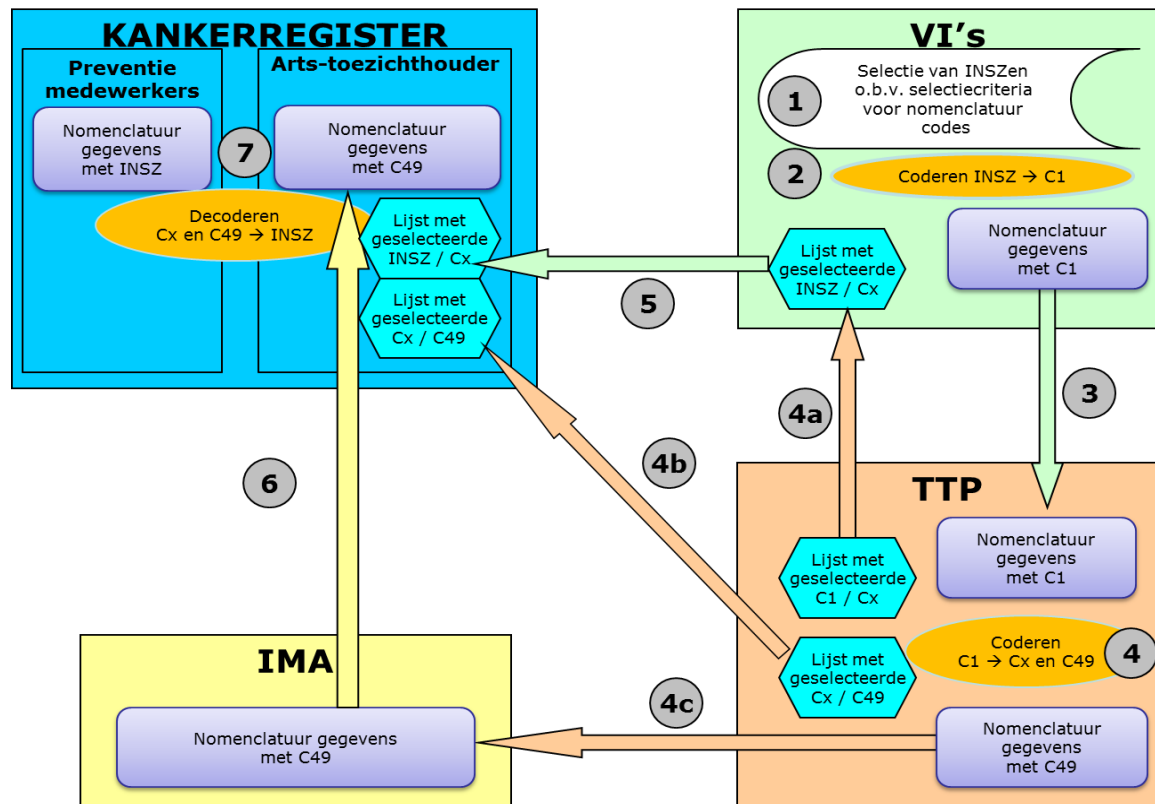 KANKERREGISTER
Preventie
medewerkers
Nomenclatuur
gegevens
met INSZ
7
Arts-toezichthouder
Nomenclatuur
gegevens
met C49
Decoderen
Cx en C49 → INSZ
Lijst met
geselecteerde
INSZ / Cx
Lijst met
geselecteerde
Cx / C49
VI’s
1
Selectie van INSZen
o.b.v. selectiecriteria
voor nomenclatuur
codes
2
Coderen INSZ → C1
Nomenclatuur
gegevens
met C1
Lijst met
geselecteerde
INSZ / Cx
5
3
4a
4b
6
TTP
Nomenclatuur
gegevens
met C1
Lijst met
geselecteerde
C1 / Cx
Coderen
C1 → Cx en C49
4
Lijst met
geselecteerde
Cx / C49
4c
Nomenclatuur
gegevens
met C49
IMA
Nomenclatuur gegevens
met C49